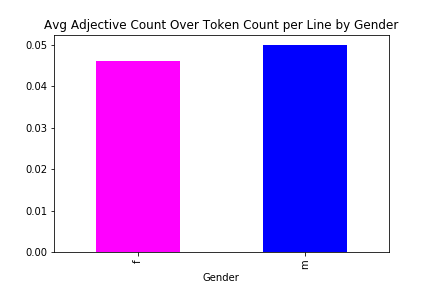 Avg Adjective Count Over Token Count per Line by Gender
0.05
0.04
0.03
0.02
0.01
0.00
f
m
Gender